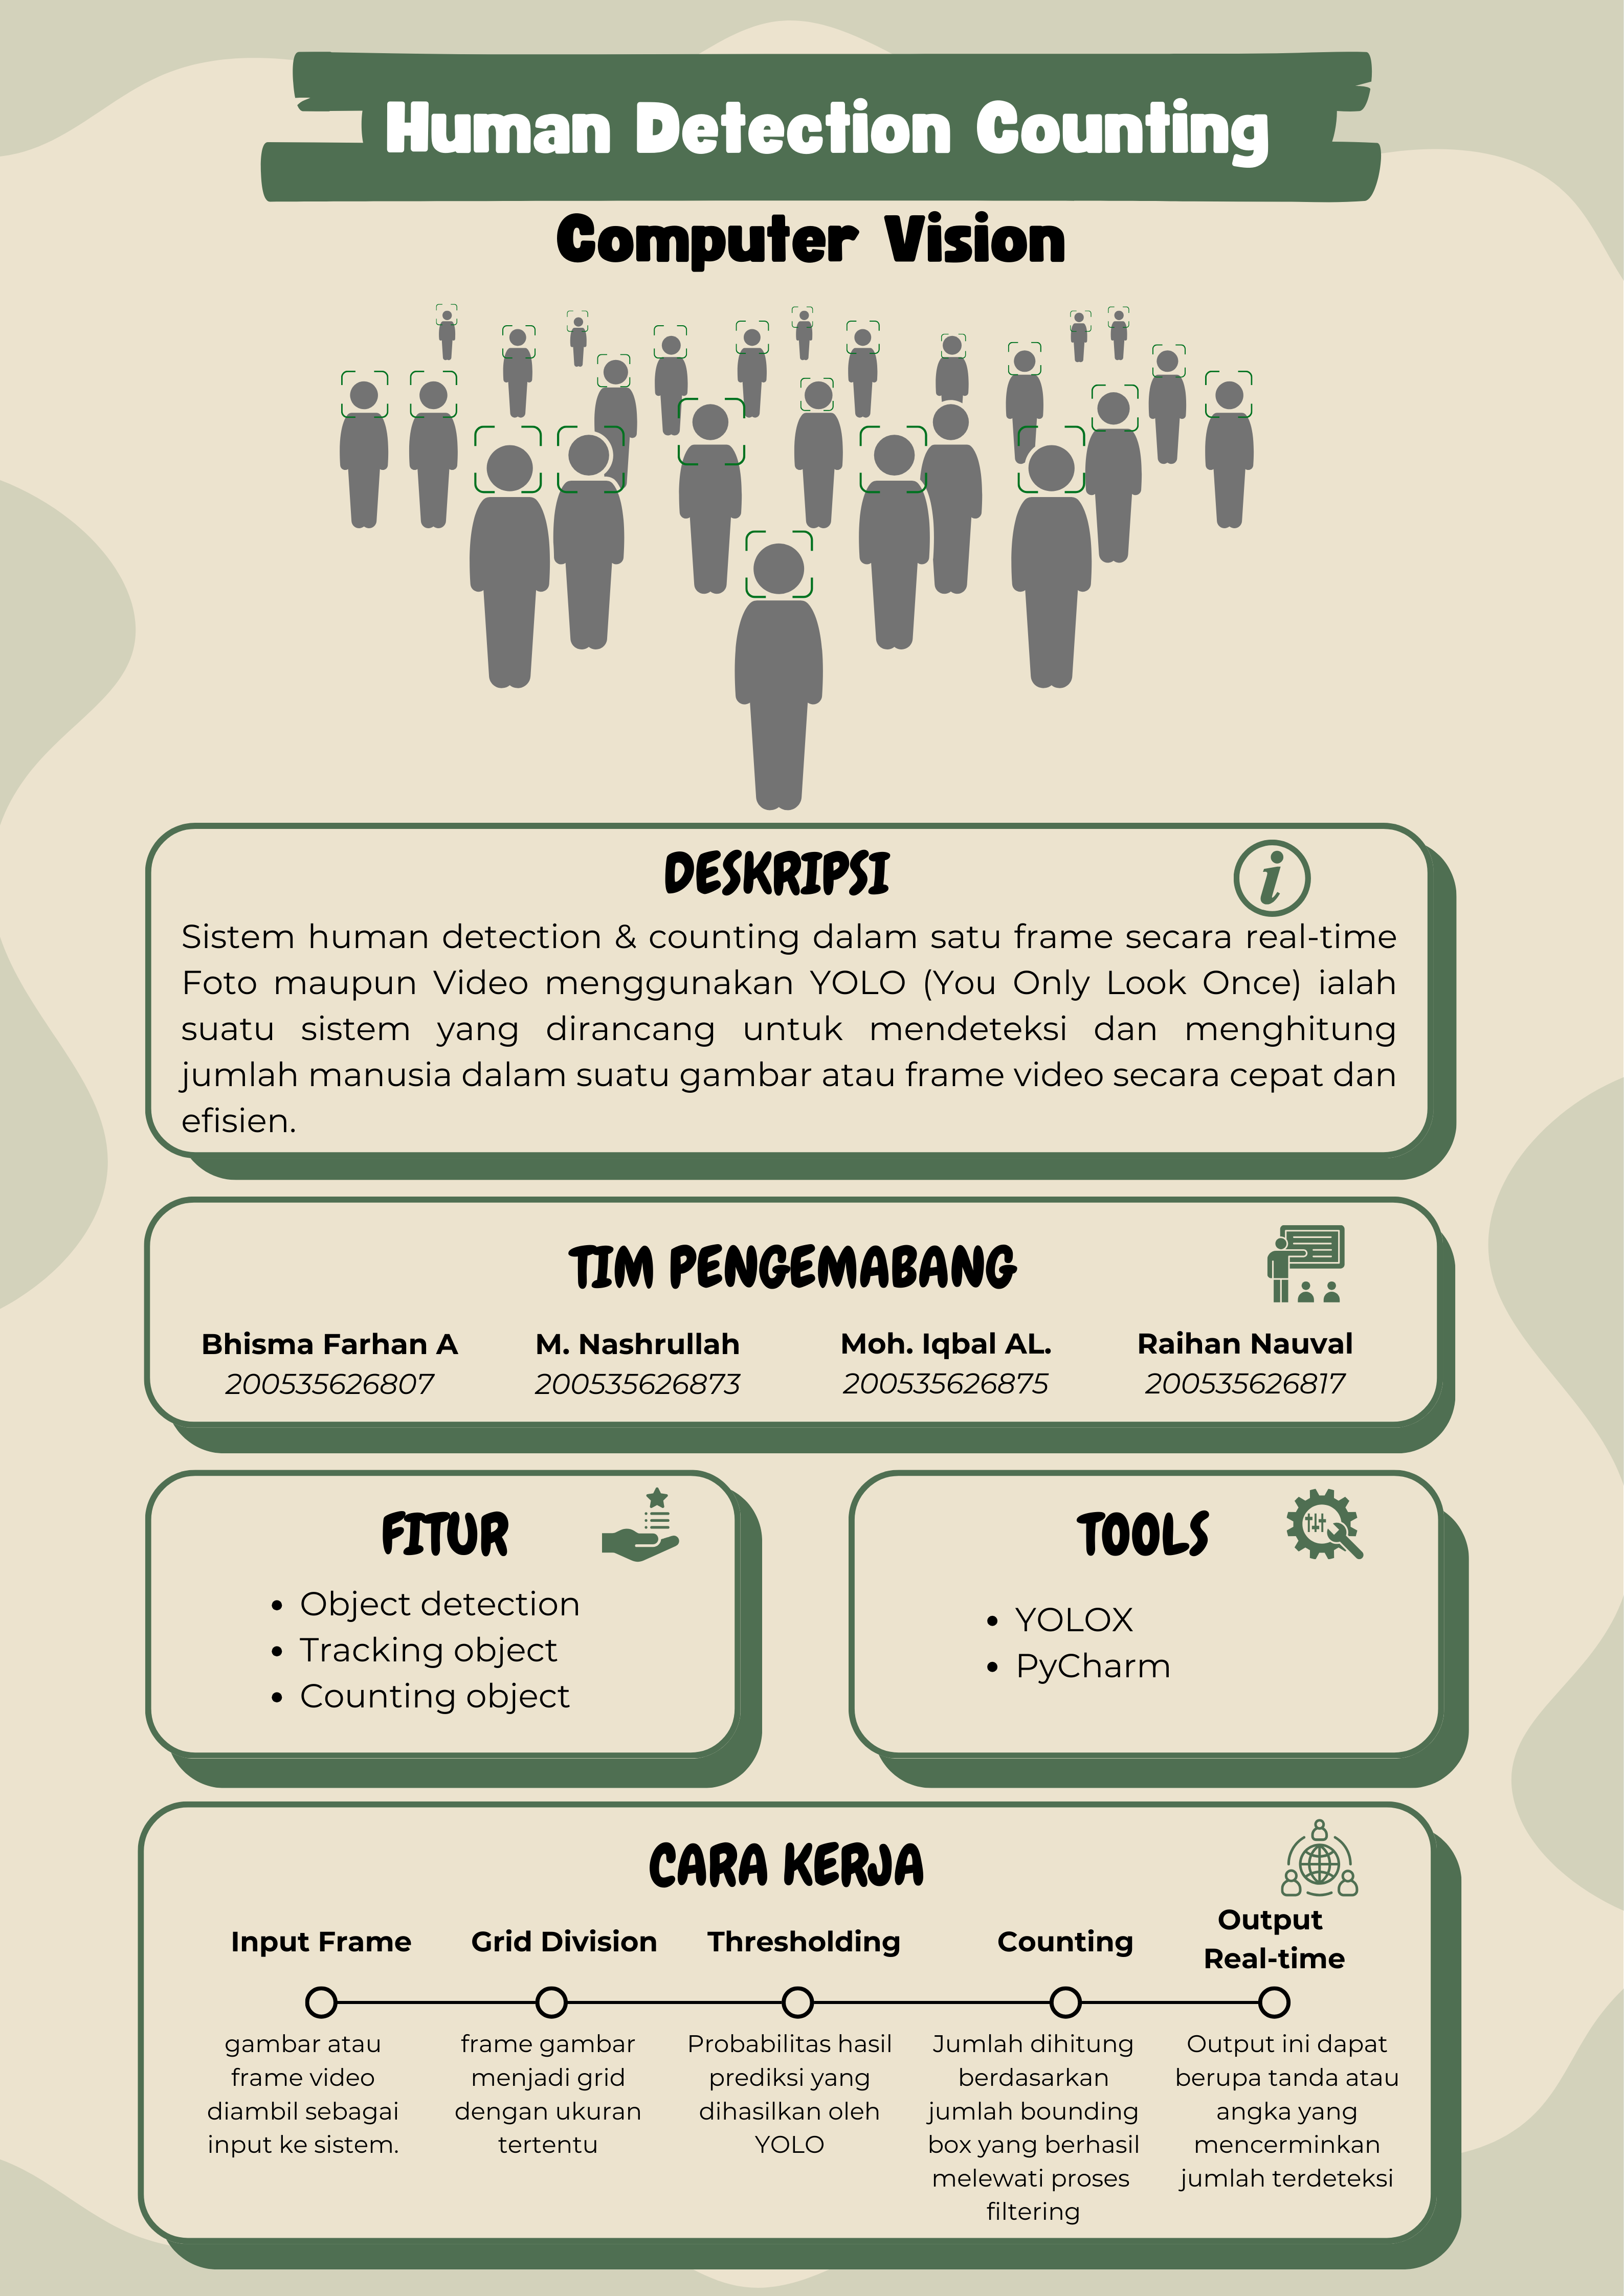 Human Detection Counting
Computer Vision
DESKRIPSI
Sistem human detection & counting dalam satu frame secara real-time
Foto maupun Video menggunakan YOLO (You Only Look Once) ialah
suatu sistem yang dirancang untuk mendeteksi dan menghitung
jumlah manusia dalam suatu gambar atau frame video secara cepat dan
efisien.
TIM PENGEMABANG
Bhisma Farhan A
200535626807
M. Nashrullah
200535626873
Moh. Iqbal AL.
200535626875
Raihan Nauval
200535626817
FITUR
• Object detection
• Tracking object
• Counting object
TOOLS
• YOLOX
• PyCharm
CARA KERJA
Input Frame
gambar atau
frame video
diambil sebagai
input ke sistem.
Grid Division
frame gambar
menjadi grid
dengan ukuran
tertentu
Thresholding
Probabilitas hasil
prediksi yang
dihasilkan oleh
YOLO
Counting
Jumlah dihitung
berdasarkan
jumlah bounding
box yang berhasil
melewati proses
filtering
Output
Real-time
Output ini dapat
berupa tanda atau
angka yang
mencerminkan
jumlah terdeteksi